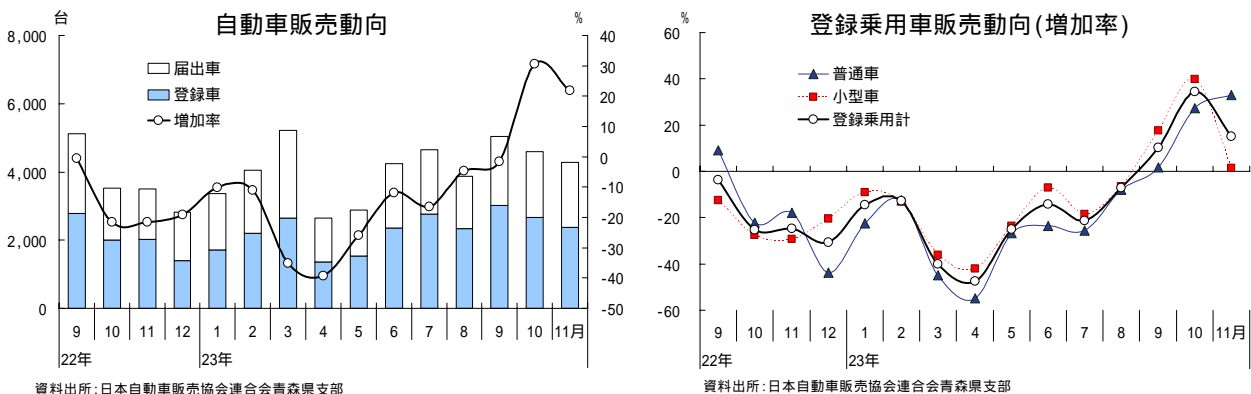 自動車販売動向
台
%
8,000
6,000
4,000
2,000
0
40
30
20
10
0
-10
-20
-30
-40
-50
届出車
登録車
増加率
9 10 11 12 1 2 3 4 5 6 7 8 9 10 11月
22年 23年
資料出所:日本自動車販売協会連合会青森県支部
登録乗用車販売動向(増加率)
%
60
40
20
0
-20
-40
-60
普通車
小型車
登録乗用計
9 10 11 12 1 2 3 4 5 6 7 8 9 10 11月
22年 23年
資料出所:日本自動車販売協会連合会青森県支部